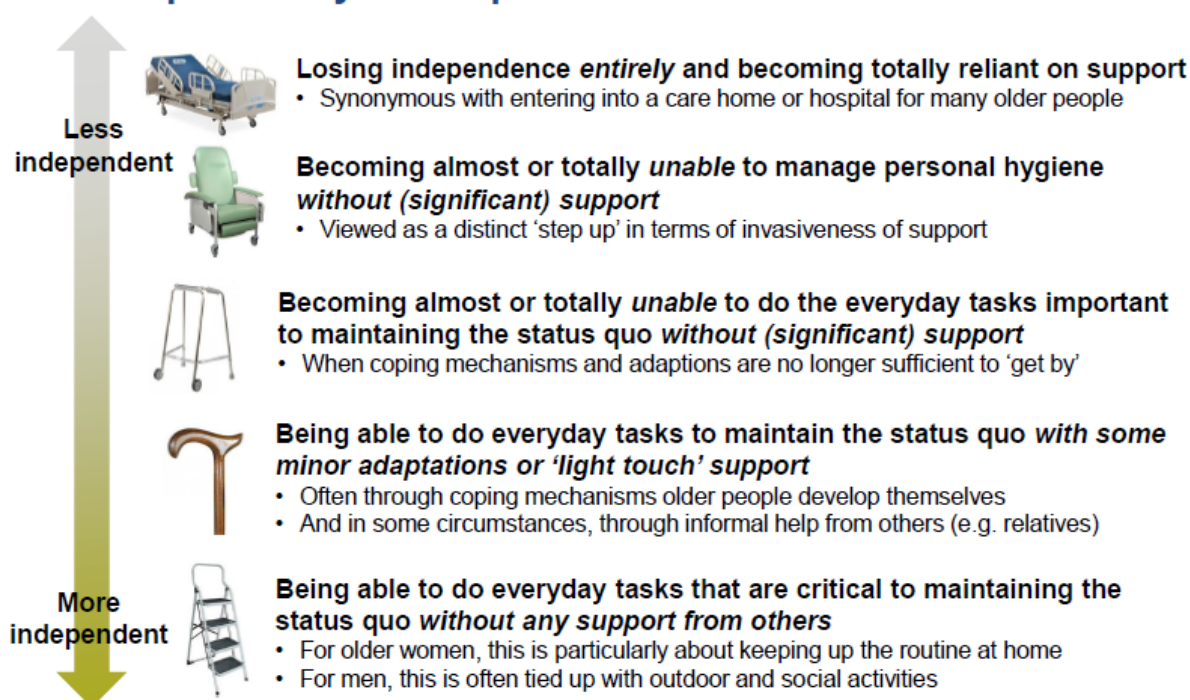 Losing independence entirely and becoming totally reliant on support
• Synonymous with entering into a care home or hospital for many older people
Less
independent
Becoming almost or totally unable to manage personal hygiene
without (significant) support
• Viewed as a distinct ‘step up’ in terms of invasiveness of support
Becoming almost or totally unable to do the everyday tasks important
to maintaining the status quo without (significant) support
• When coping mechanisms and adaptions are no longer sufficient to ‘get by’
Being able to do everyday tasks to maintain the status quo with some
minor adaptations or ‘light touch’ support
• Often through coping mechanisms older people develop themselves
• And in some circumstances, through informal help from others (e.g. relatives)
More
independent
Being able to do everyday tasks that are critical to maintaining the
status quo without any support from others
• For older women, this is particularly about keeping up the routine at home
• For men, this is often tied up with outdoor and social activities